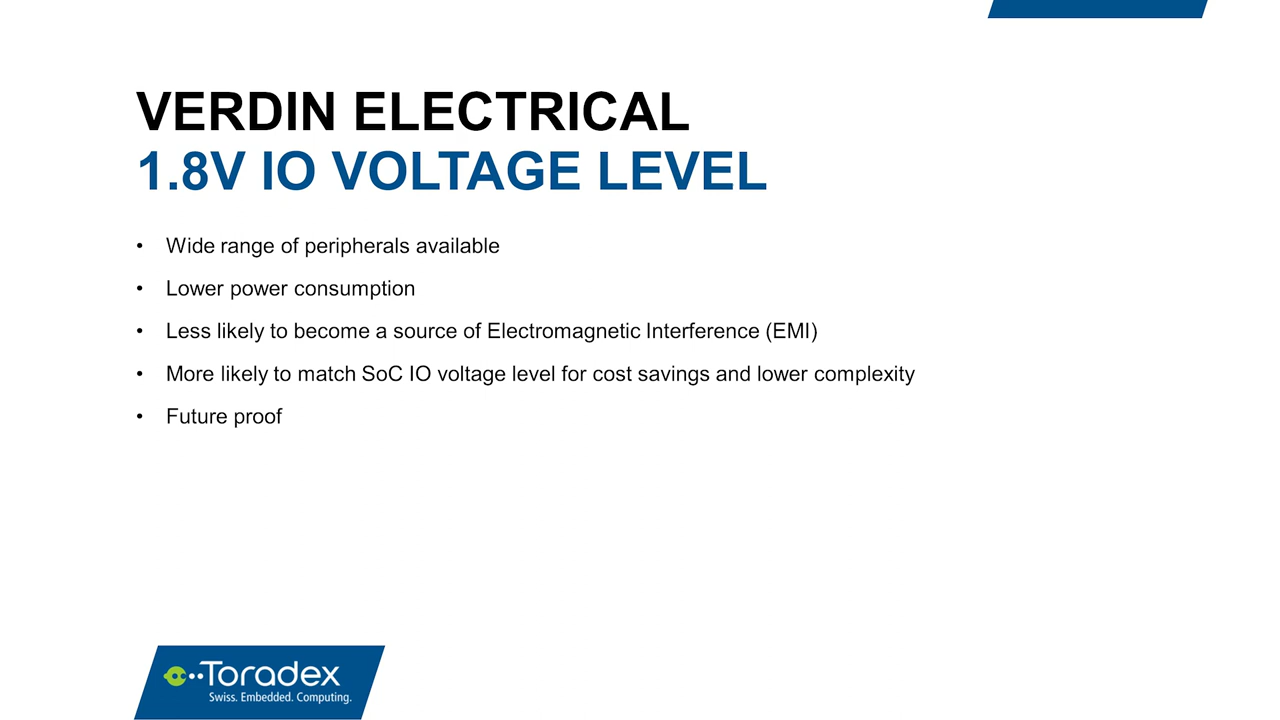 VERDIN ELECTRICAL
1.8V IO VOLTAGE LEVEL
• Wide range of peripherals available
• Lower power consumption
• Less likely to become a source of Electromagnetic Interference (EMI)
• More likely to match SoC IO voltage level for cost savings and lower complexity
• Future proof
Toradex
Swiss. Embedded. Computing.